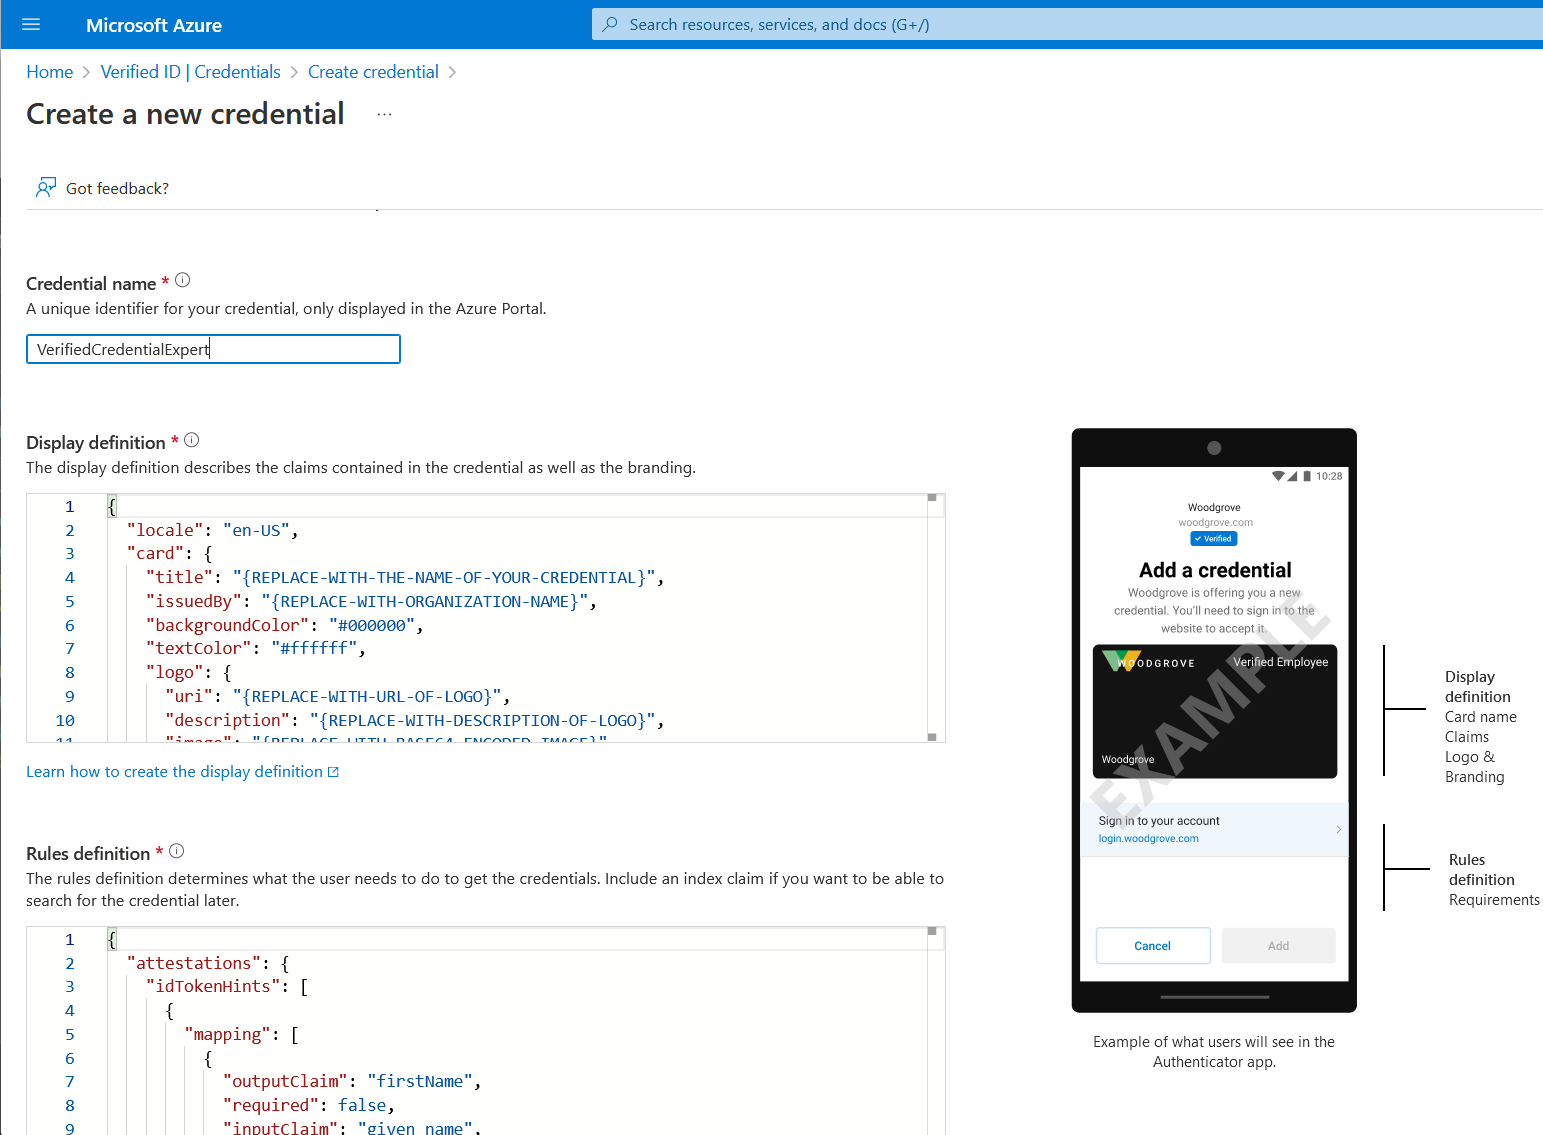 Microsoft Azure
Search resources, services, and docs (G+/)
Home > Verified ID | Credentials > Create credential >
Create a new credential ...
Got feedback?
Credential name *
A unique identifier for your credential, only displayed in the Azure Portal.
VerifiedCredentialExpert
Display definition *
The display definition describes the claims contained in the credential as well as the branding.
1 {
2 "locale": "en-US",
3 "card": {
4 "title": "{REPLACE-WITH-THE-NAME-OF-YOUR-CREDENTIAL}",
5 "issuedBy": "{REPLACE-WITH-ORGANIZATION-NAME}",
6 "backgroundColor": "#000000",
7 "textColor": "#ffffff",
8 "logo": {
9 "uri": "{REPLACE-WITH-URL-OF-LOGO}",
10 "description": "{REPLACE-WITH-DESCRIPTION-OF-LOGO}",
11 "image": "{REPLACE-WITH-BASE64-ENCODED-IMAGE}"
Learn how to create the display definition
Rules definition *
The rules definition determines what the user needs to do to get the credentials. Include an index claim if you want to be able to
search for the credential later.
1 {
2 "attestations": {
3 "idTokenHints": [
4 {
5 "mapping": [
6 {
7 "outputClaim": "firstName",
8 "required": false,
9 "inputClaim": "given_name",
10:28
Woodgrove
woodgrove.com
Verified
Add a credential
Woodgrove is offering you a new
credential. You'll need to sign in to the
website to accept it.
WOODGROVE Verified Employee
Woodgrove
EXAMPLE
Sign in to your account
login.woodgrove.com
Cancel Add
Example of what users will see in the
Authenticator app.
Display
definition
Card name
Claims
Logo &
Branding
Rules
definition
Requirements